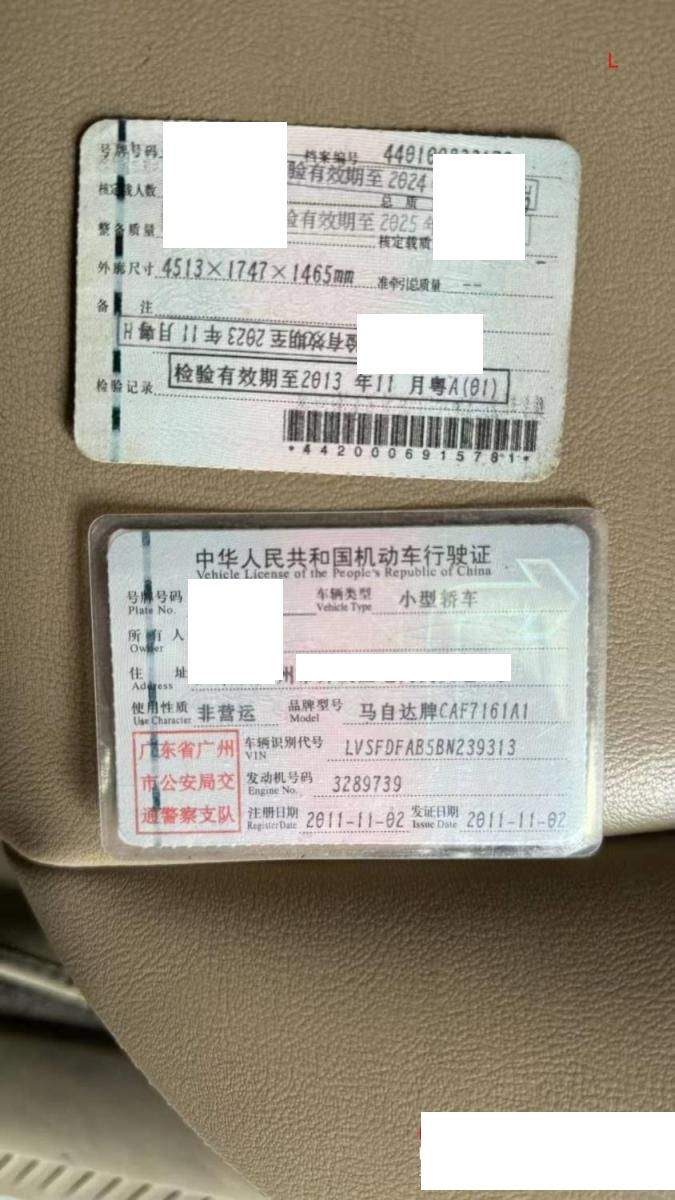 L
号牌号码
档案编号
核定载人数
检验有效期至2024
总 质
整备质量
检验有效期至2025 年
核定载质
外廓尺寸 4513×1747×1465mm 准牵引总质量 --
备 注
检验有效期至2023 年 11 月粤H
检验记录 检验有效期至2013 年11 月粤A(01)
*4420006915781*
中华人民共和国机动车行驶证
Vehicle License of the People's Republic of China
号牌号码 车辆类型 小型轿车
Plate No. Vehicle Type
所有人
Owner
住 址 州
Address
使用性质 非营运 品牌型号 马自达牌CAF7161A1
Use Character Model
广东省广州市公安局交通警察支队
车辆识别代号 LVSFDFAB5BN239313
VIN
发动机号码 3289739
Engine No.
注册日期 2011-11-02 发证日期 2011-11-02
Register Date Issue Date